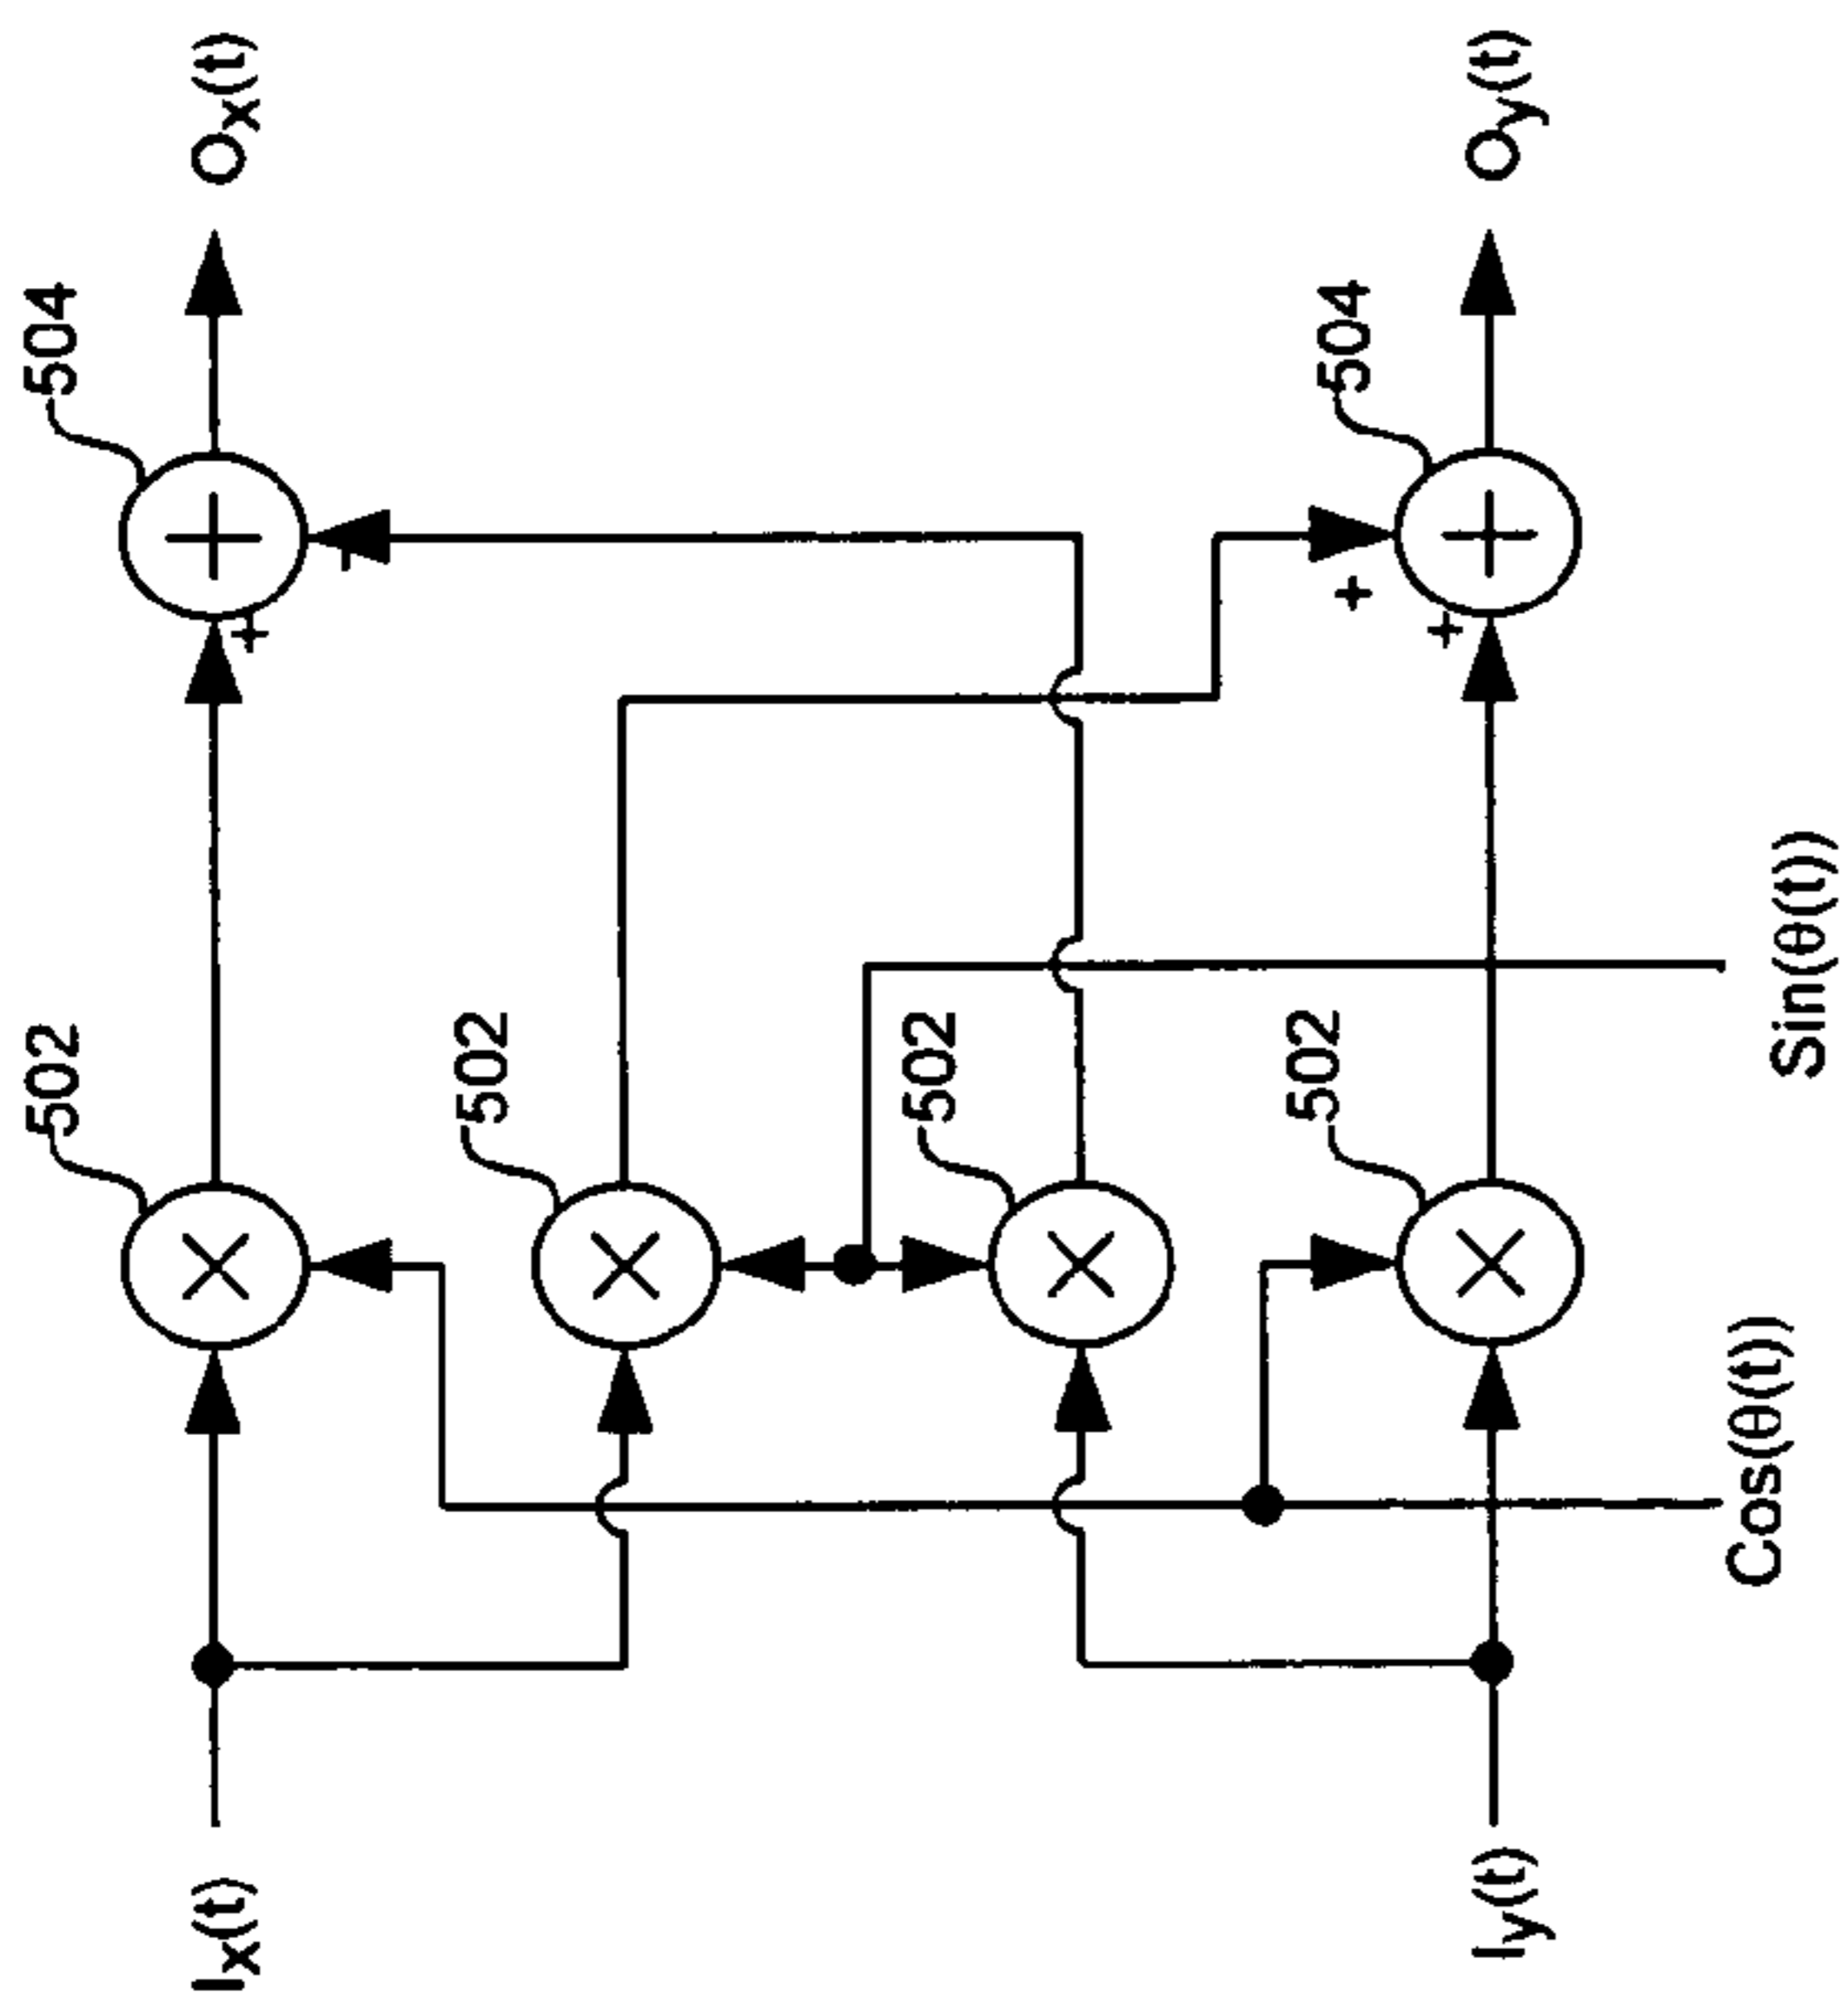 Ix(t)
502
504
Ox(t)
+
−
502
502
+
+
Iy(t)
502
504
Oy(t)
Cos(θ(t))
Sin(θ(t))